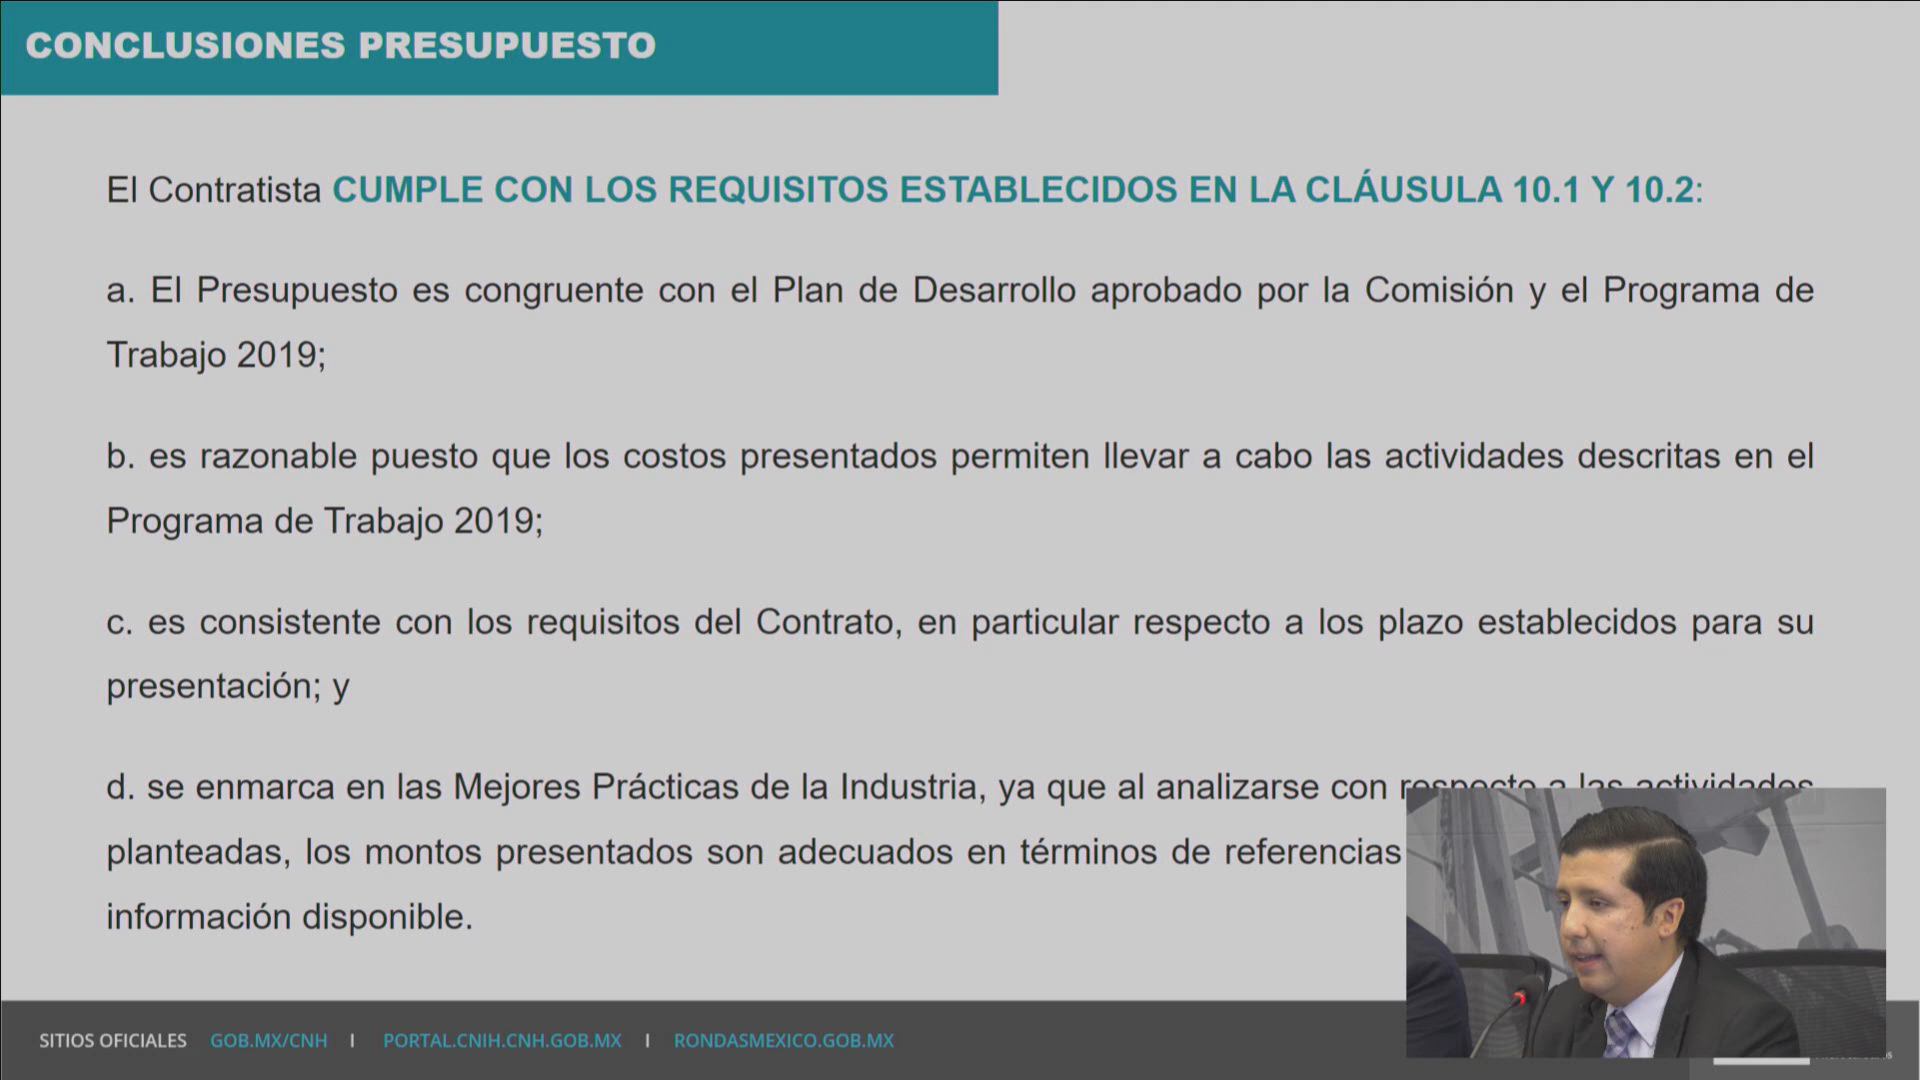 CONCLUSIONES PRESUPUESTO
El Contratista CUMPLE CON LOS REQUISITOS ESTABLECIDOS EN LA CLÁUSULA 10.1 Y 10.2:
a. El Presupuesto es congruente con el Plan de Desarrollo aprobado por la Comisión y el Programa de
Trabajo 2019;
b. es razonable puesto que los costos presentados permiten llevar a cabo las actividades descritas en el
Programa de Trabajo 2019;
c. es consistente con los requisitos del Contrato, en particular respecto a los plazo establecidos para su
presentación; y
d. se enmarca en las Mejores Prácticas de la Industria, ya que al analizarse con respecto a las actividades
planteadas, los montos presentados son adecuados en términos de referencias
información disponible.
SITIOS OFICIALES GOB.MX/CNH I PORTAL.CNIH.CNH.GOB.MX I RONDASMEXICO.GOB.MX